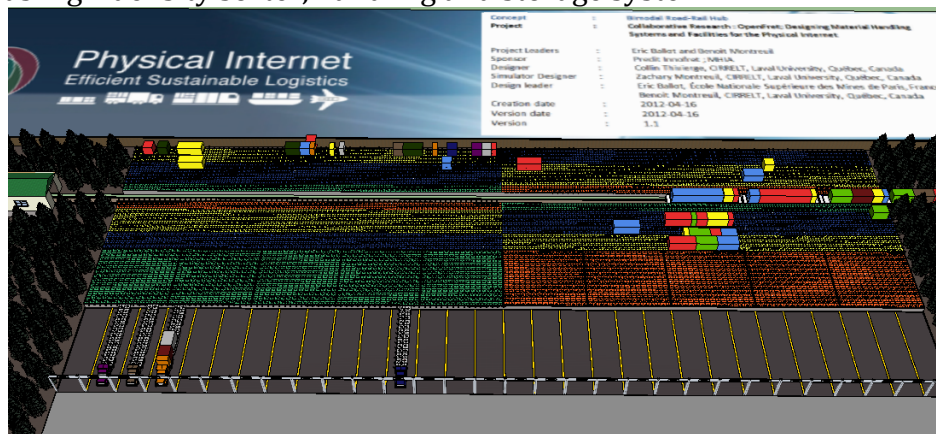 Physical Internet
Efficient Sustainable Logistics
Concept : Bimodal Road-Rail Hub
Project : Collaborative Research : OpenFret; Designing Material Handling
Systems and Facilities for the Physical Internet
Project Leaders : Eric Ballot and Benoit Montreuil
Sponsor : Predit Innofret ; MHIA
Designer : Collin Thivierge, CIRRELT, Laval University, Québec, Canada
Simulator Designer : Zachary Montreuil, CIRRELT, Laval University, Québec, Canada
Design leader : Eric Ballot, École Nationale Supérieure des Mines de Paris, Franc
Benoit Montreuil, CIRRELT, Laval University, Québec, Canada
Creation date : 2012-04-16
Version date : 2012-04-16
Version : 1.1